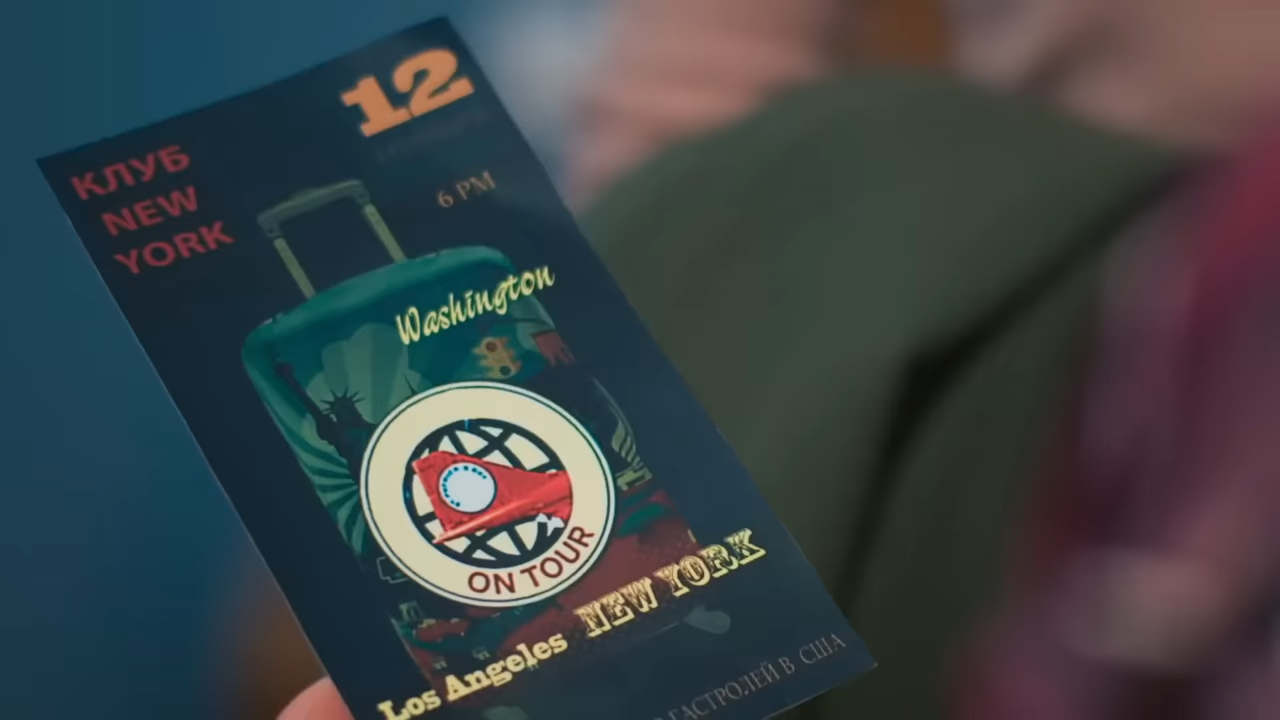 12
КЛУБ
NEW
YORK
6 PM
Washington
ON TOUR
NEW YORK
Los Angeles
ГАСТРОЛЕЙ В США